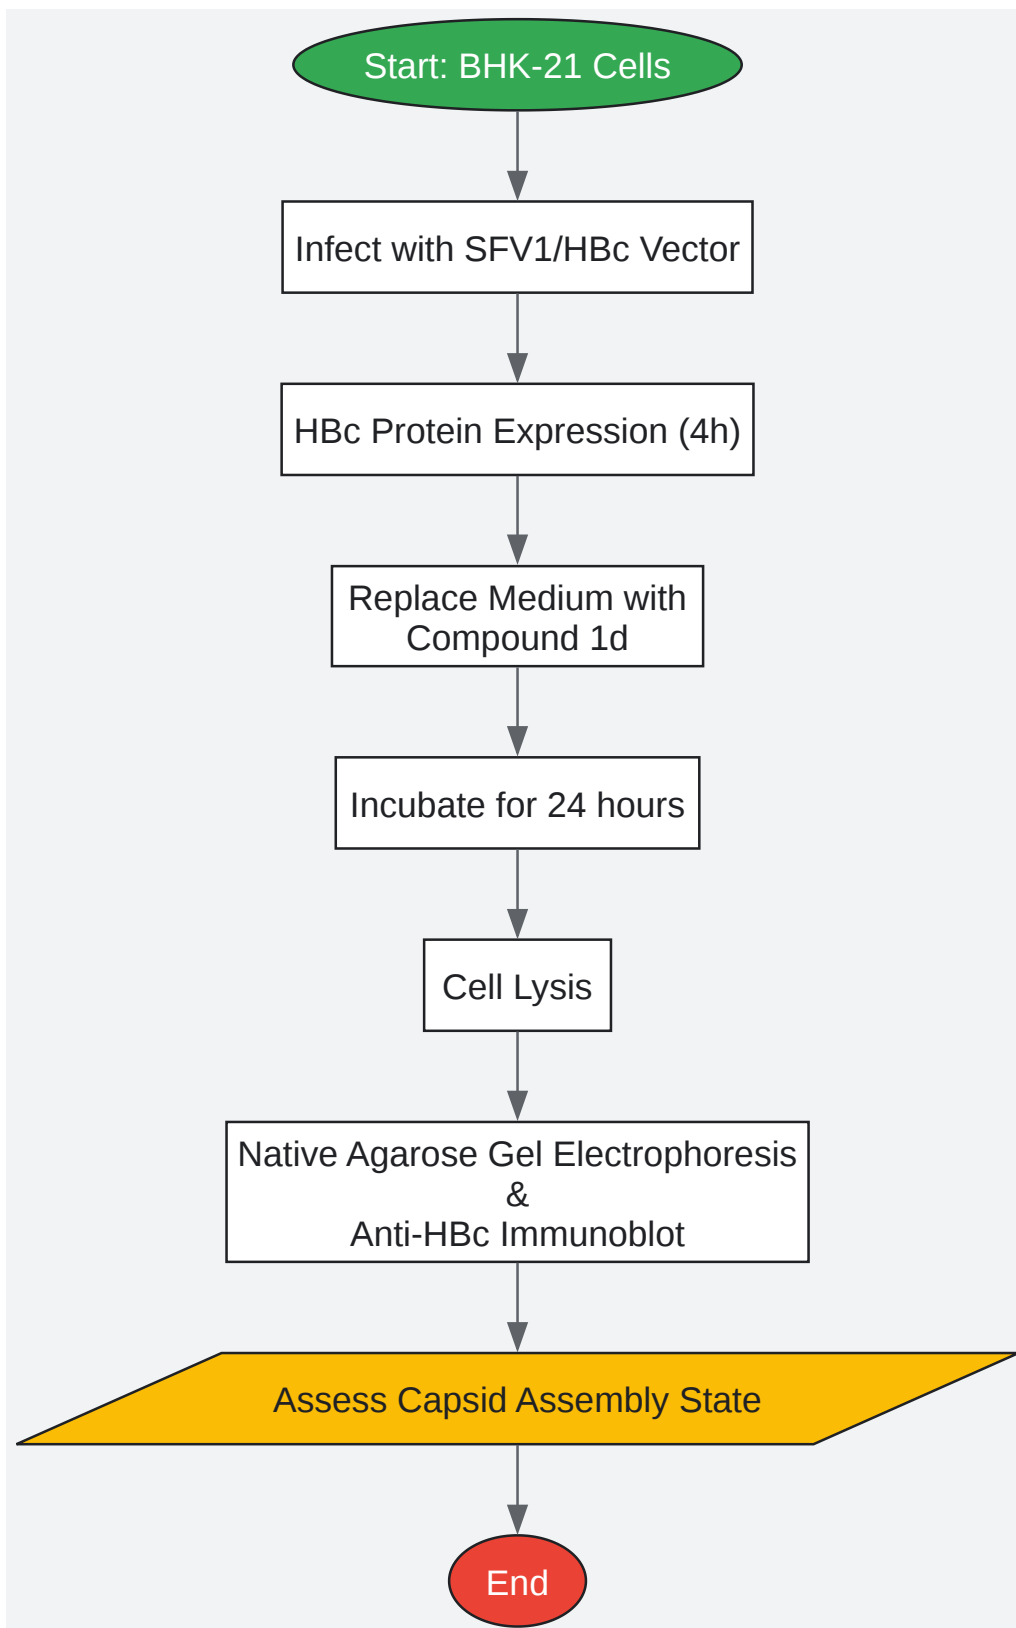 Start: BHK-21 Cells
Infect with SFV1/HBc Vector
HBc Protein Expression (4h)
Replace Medium with
Compound 1d
Incubate for 24 hours
Cell Lysis
Native Agarose Gel Electrophoresis
&
Anti-HBc Immunoblot
Assess Capsid Assembly State
End